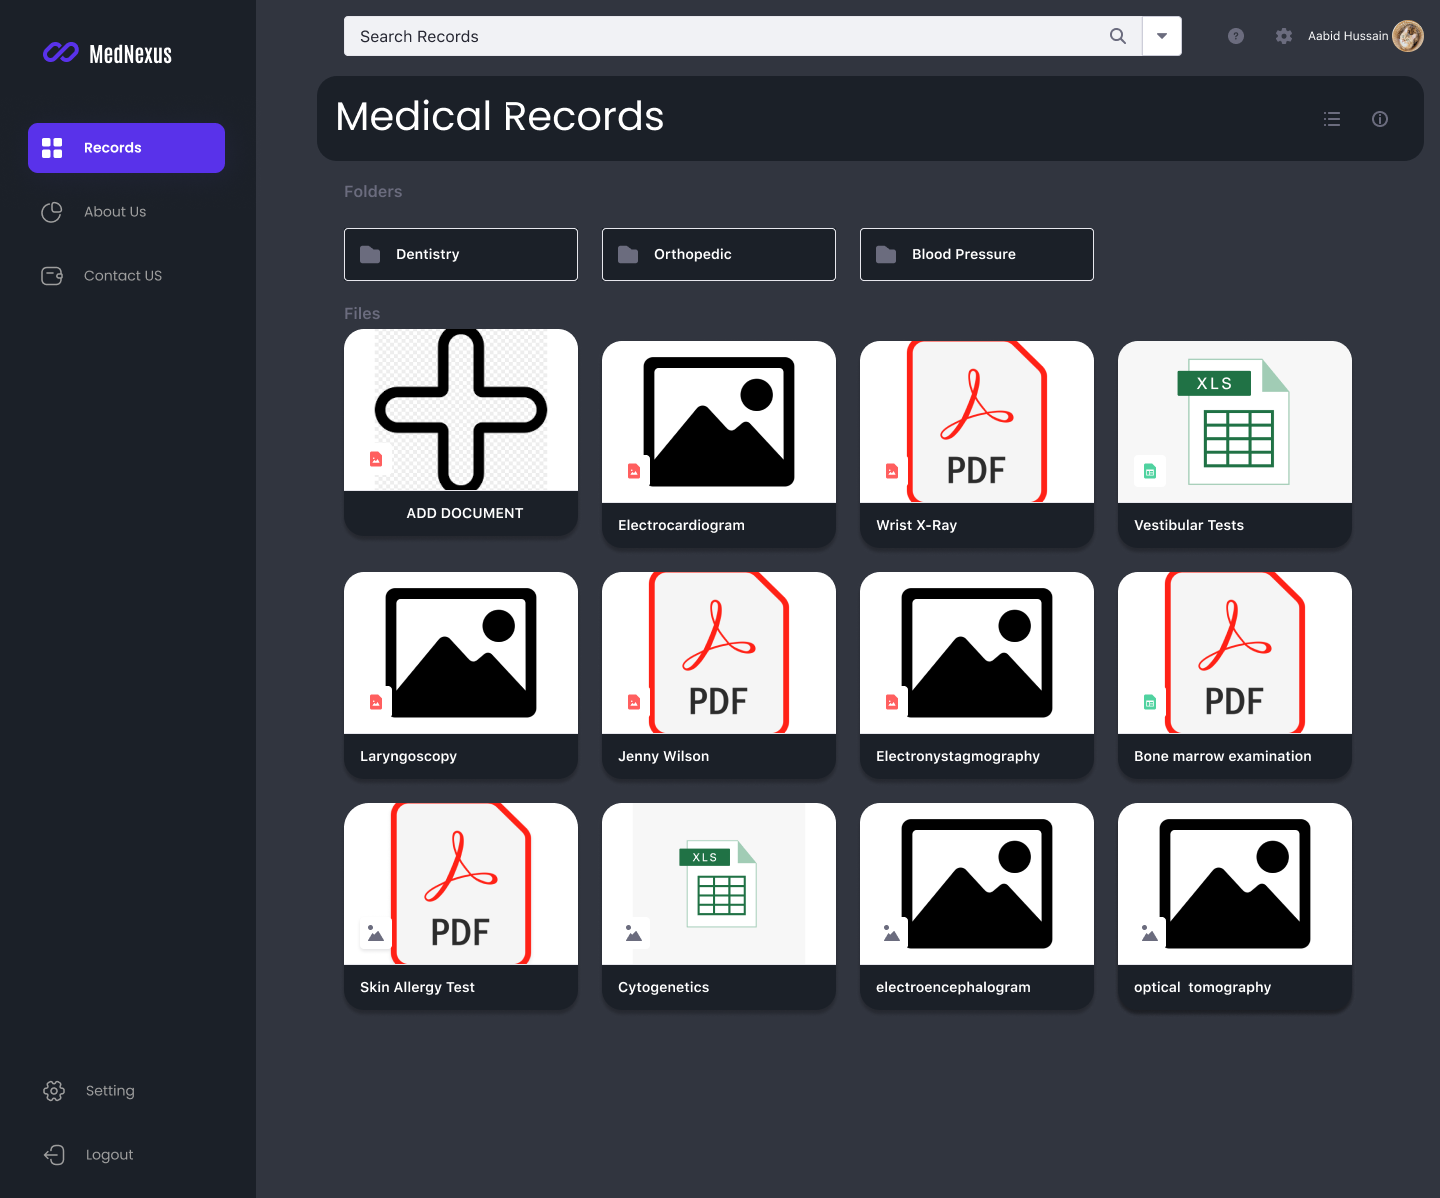 MedNexus
Search Records
Aabid Hussain
Medical Records
Records
About Us
Contact US
Folders
Dentistry
Orthopedic
Blood Pressure
Files
PDF
XLS
ADD DOCUMENT
Electrocardiogram
Wrist X-Ray
Vestibular Tests
PDF
PDF
Laryngoscopy
Jenny Wilson
Electronystagmography
Bone marrow examination
PDF
XLS
Skin Allergy Test
Cytogenetics
electroencephalogram
optical  tomography
Setting
Logout